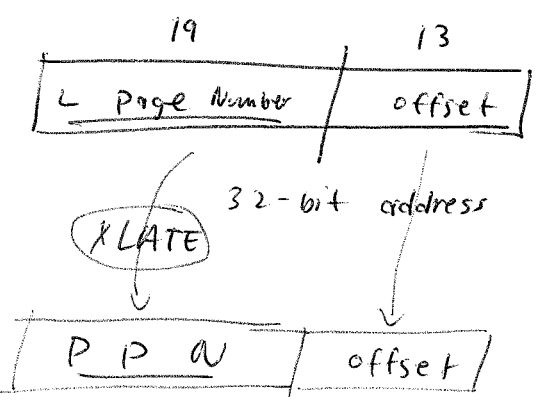 19 13
L Page Number offset
32-bit address
XLATE
P P N offset